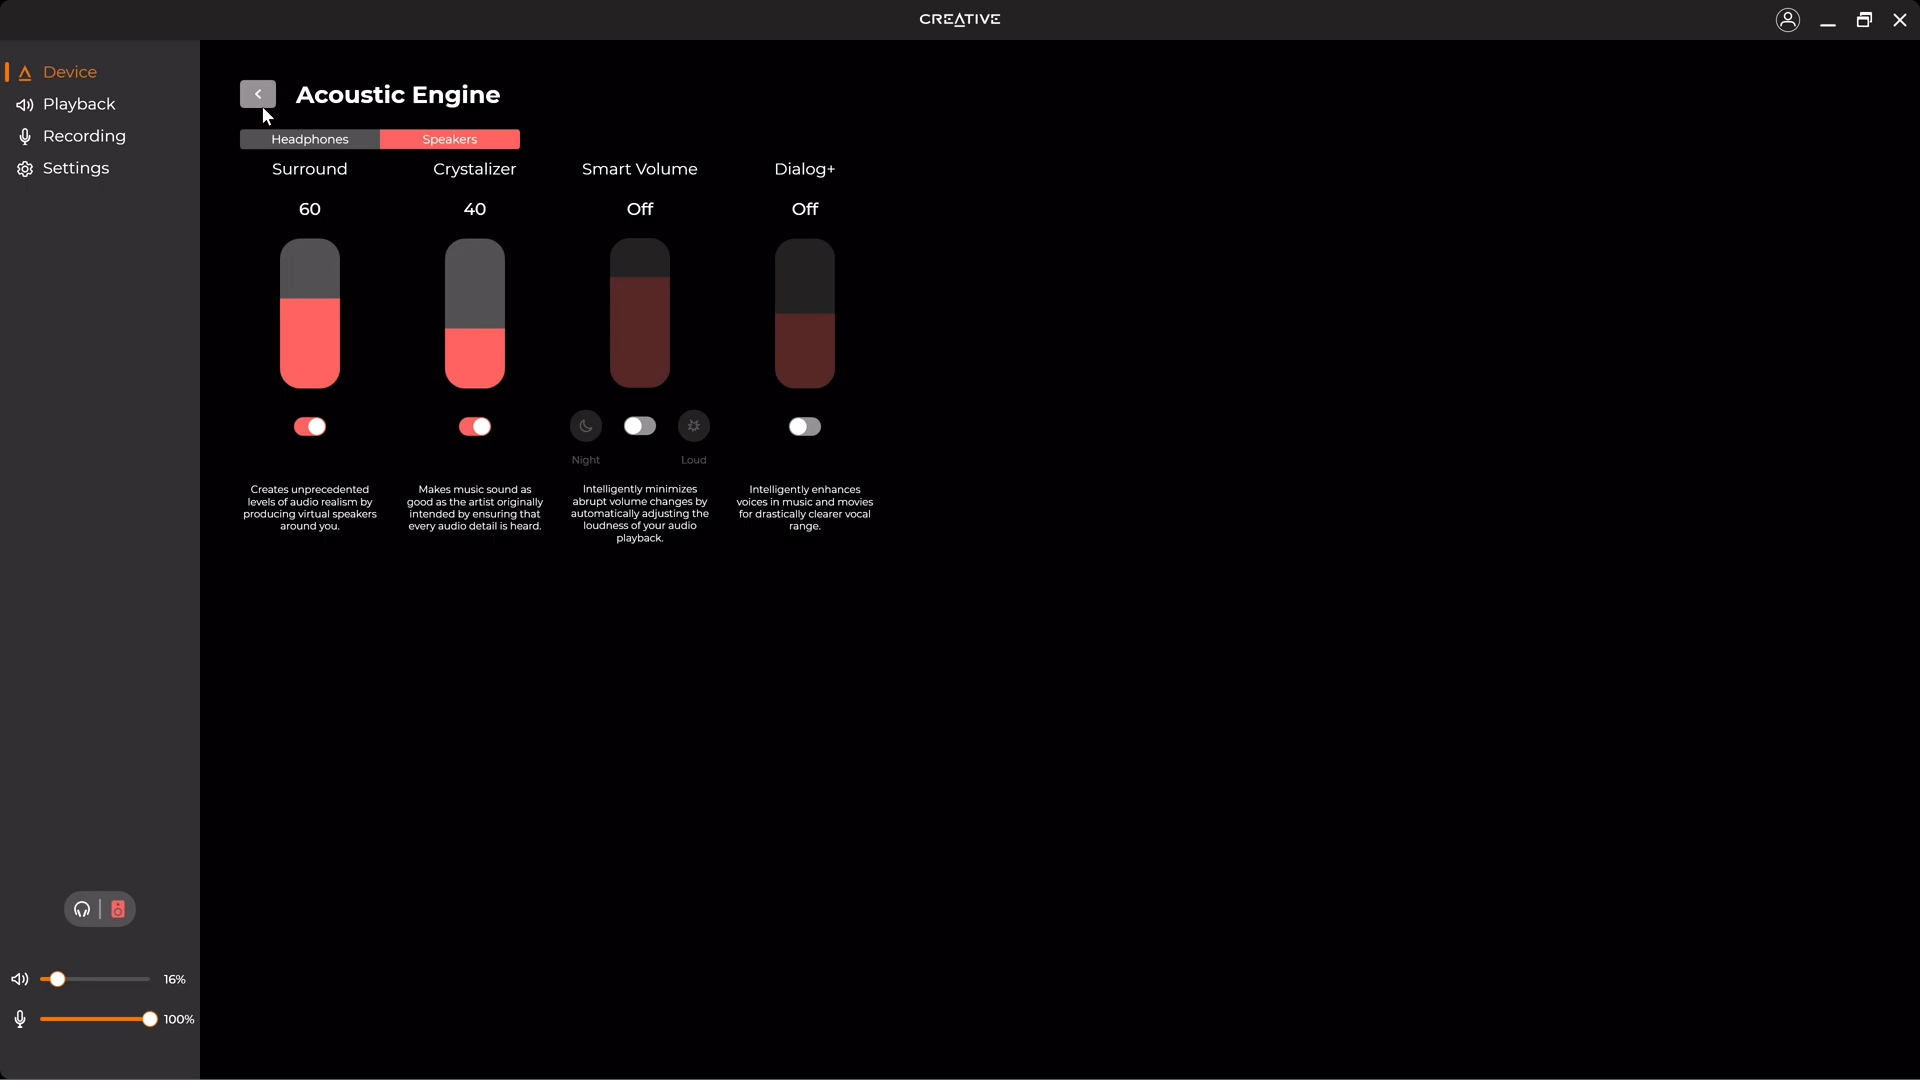 CREATIVE
Device
Playback
Recording
Settings
Acoustic Engine
Headphones
Speakers
Surround
60
Creates unprecedented
levels of audio realism by
producing virtual speakers
around you.
Crystalizer
40
Makes music sound as
good as the artist originally
intended by ensuring that
every audio detail is heard.
Smart Volume
Off
Night
Loud
Intelligently minimizes
abrupt volume changes by
automatically adjusting the
loudness of your audio
playback.
Dialog+
Off
Intelligently enhances
voices in music and movies
for drastically clearer vocal
range.
16%
100%